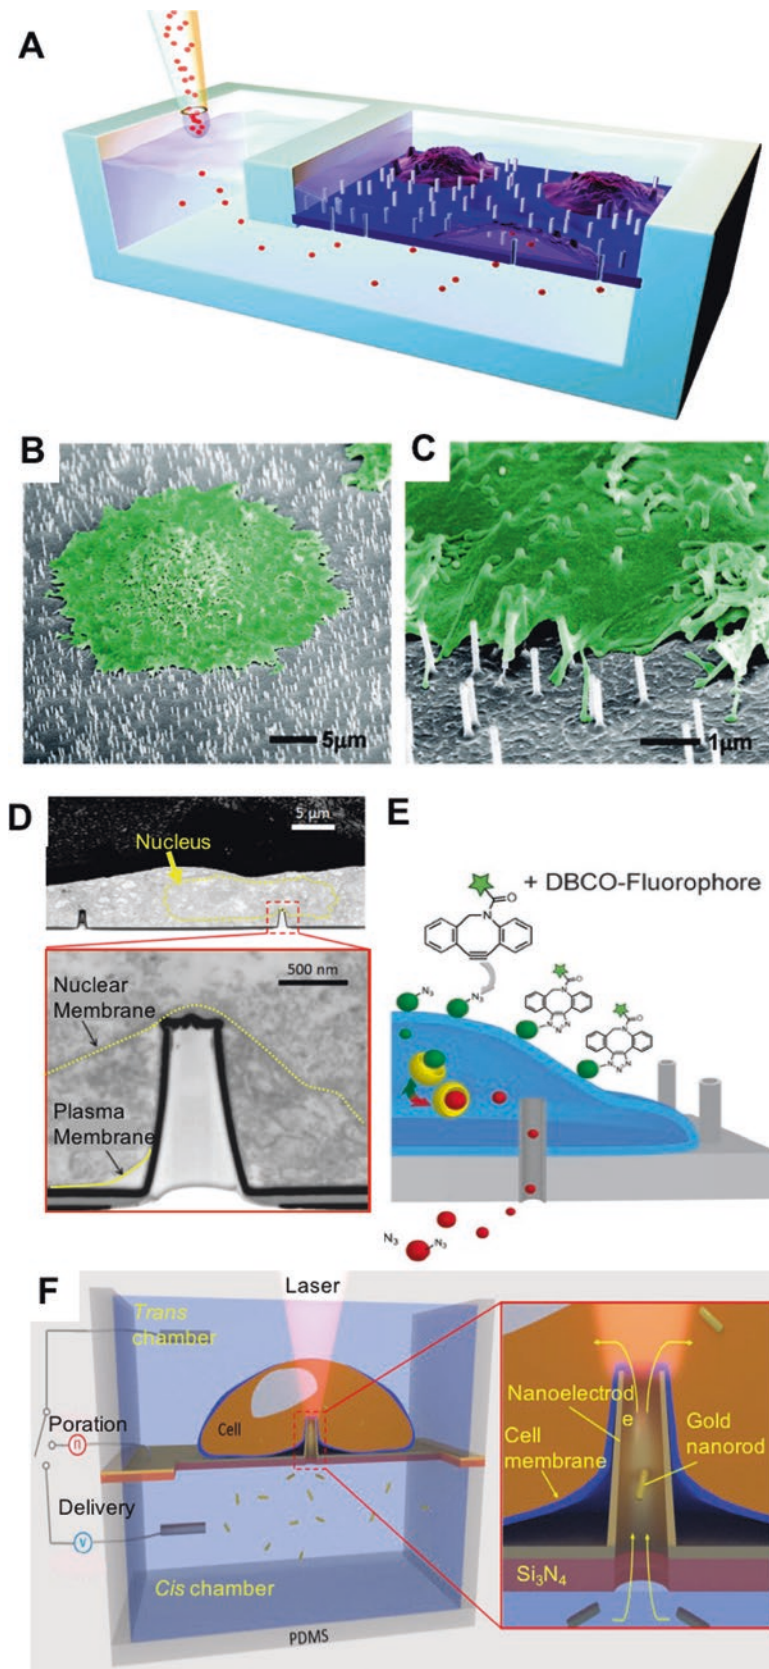 A
B
5μm
C
1μm
D
5 μm
Nucleus
500 nm
Nuclear
Membrane
Plasma
Membrane
E
+ DBCO-Fluorophore
N
O
N₃
N₃
N
O
N
N
N
N
O
N
N
N
N₃
N₃
F
Laser
Trans
chamber
Poration
n
Cell
Delivery
V
Cis chamber
PDMS
Nanoelectrod
e
Cell
membrane
Gold
nanorod
Si₃N₄